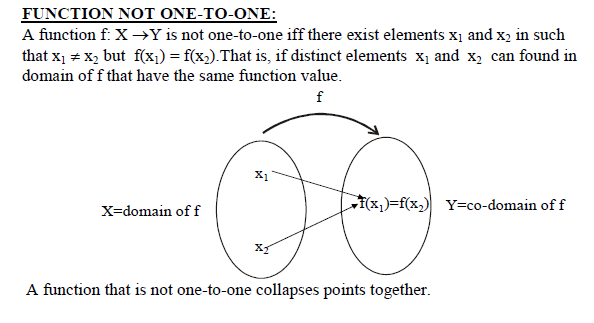 FUNCTION NOT ONE-TO-ONE:
A function f: X →Y is not one-to-one iff there exist elements x₁ and x₂ in such
that x₁ ≠ x₂ but f(x₁) = f(x₂).That is, if distinct elements x₁ and x₂ can found in
domain of f that have the same function value.
f
x₁
X=domain of f
f(x₁)=f(x₂)
Y=co-domain of f
x₂
A function that is not one-to-one collapses points together.